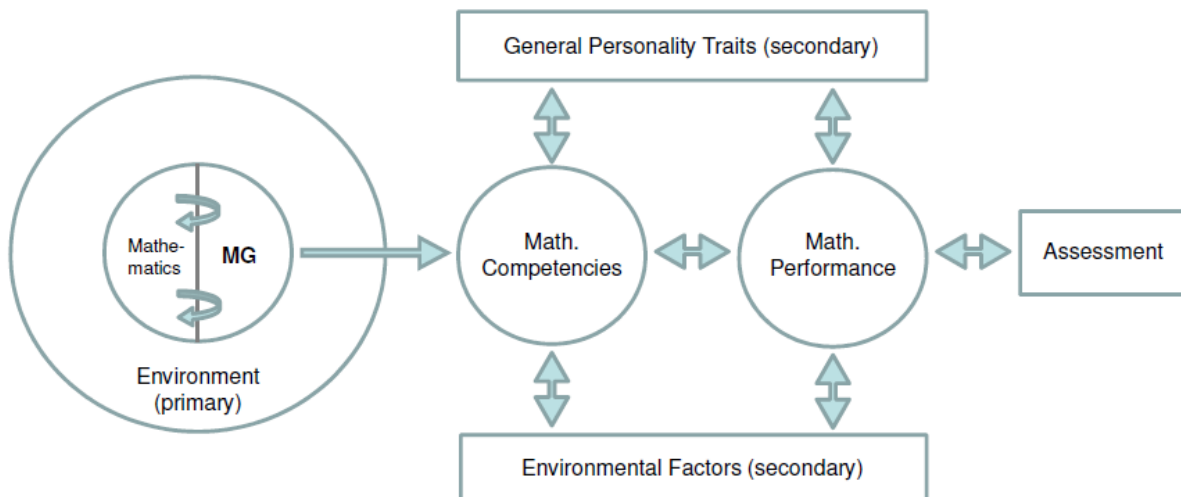 General Personality Traits (secondary)
Mathe-
matics
MG
Environment
(primary)
Math.
Competencies
Math.
Performance
Assessment
Environmental Factors (secondary)